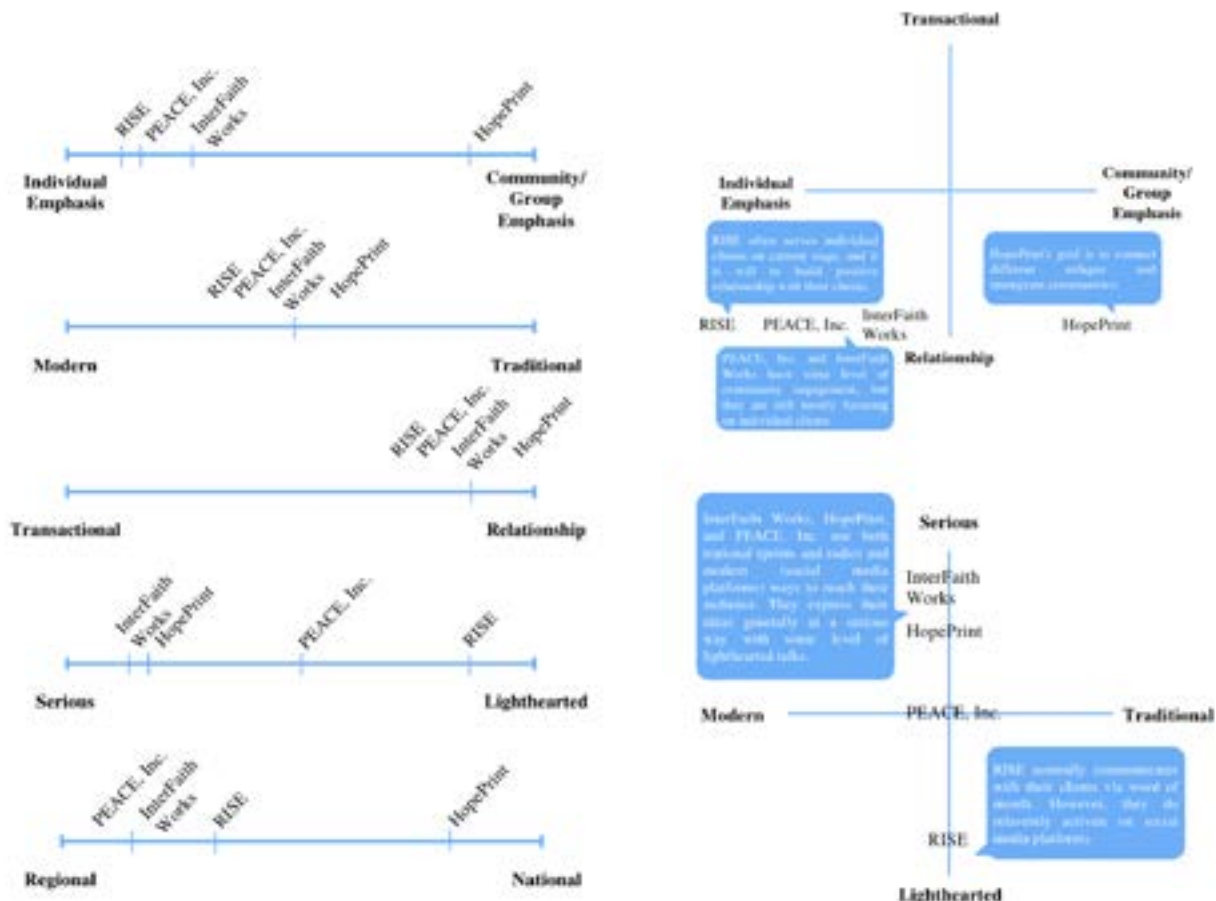 RISE
PEACE, Inc.
InterFaith
Works
HopePrint
Individual
Emphasis
Community/
Group
Emphasis
RISE
PEACE, Inc.
InterFaith
Works
HopePrint
Modern
Traditional
RISE
PEACE, Inc.
InterFaith
Works
HopePrint
Transactional
Relationship
InterFaith
Works
HopePrint
PEACE, Inc.
RISE
Serious
Lighthearted
PEACE, Inc.
InterFaith
Works
RISE
HopePrint
Regional
National
Transactional
Individual
Emphasis
Community/
Group
Emphasis
RISE often serves individual
clients on current stage, and it
is will to build positive
relationship with their clients.
HopePrint's goal is to connect
different refugee and
immigrant communities.
RISE
PEACE, Inc.
InterFaith
Works
HopePrint
Relationship
PEACE, Inc. and InterFaith
Works have some level of
community engagement, but
they are still mostly focusing
on individual clients.
Serious
InterFaith Works, HopePrint,
and PEACE, Inc. use both
and radio) and
modern (social media
platforms) ways to reach their
audience. They express their
ideas generally in a serious
way with some level of
lighthearted talks.
InterFaith
Works
HopePrint
Modern
PEACE, Inc.
Traditional
RISE normally communicates
with their clients via word of
mouth. However, they do
on social
media platforms.
RISE
Lighthearted